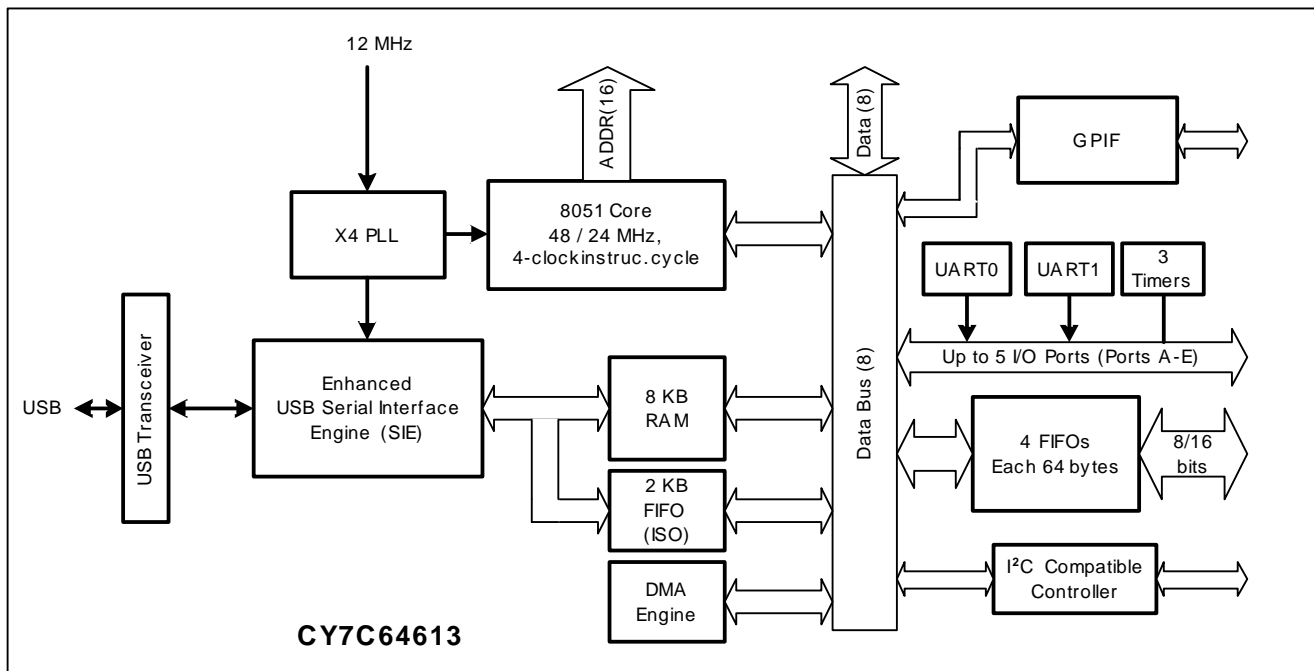 12 MHz
ADDR(16)
Data (8)
GPIF
X4 PLL
8051 Core
48 / 24 MHz,
4-clockinstruc.cycle
UART0
UART1
3
Timers
Up to 5 I/O Ports (Ports A-E)
USB
USB Transceiver
Enhanced
USB Serial Interface
Engine (SIE)
8 KB
RAM
Data Bus (8)
4 FIFOs
Each 64 bytes
8/16
bits
2 KB
FIFO
(ISO)
I²C Compatible
Controller
DMA
Engine
CY7C64613